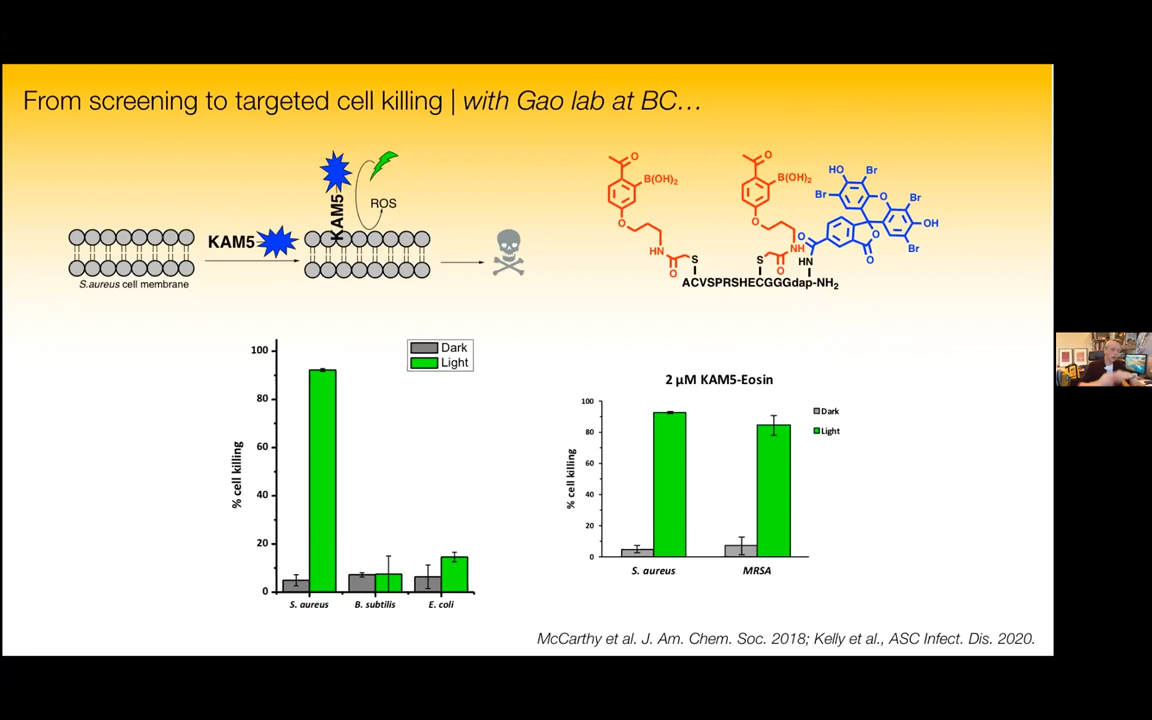 From screening to targeted cell killing | with Gao lab at BC…
S.aureus cell membrane
KAM5
KAM5
ROS
O
B(OH)₂
O
HN
O
S
O
B(OH)₂
O
NH
O
S
O
HN
HO
Br
Br
O
Br
OH
Br
O
O
ACVSPRSHECGGGdap-NH₂
Dark
Light
% cell killing
100
80
60
40
20
0
S. aureus
B. subtilis
E. coli
2 µM KAM5-Eosin
Dark
Light
% cell killing
100
80
60
40
20
0
S. aureus
MRSA
McCarthy et al. J. Am. Chem. Soc. 2018; Kelly et al., ASC Infect. Dis. 2020.